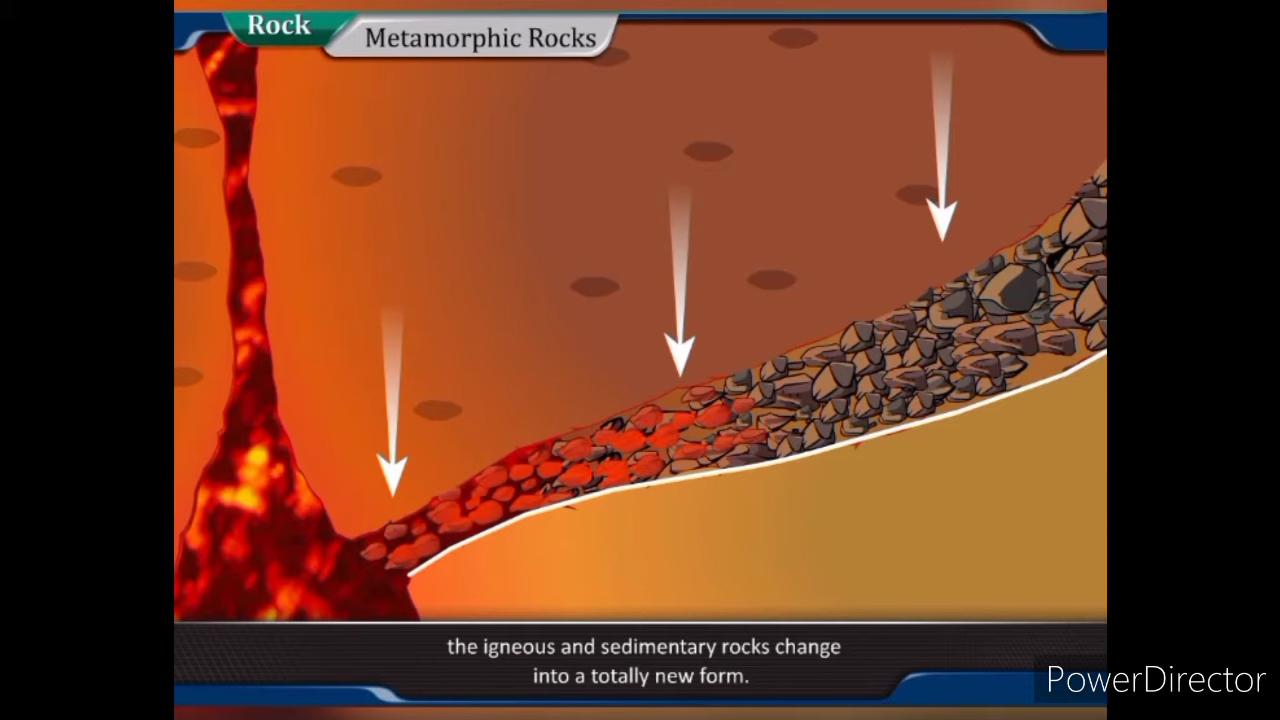 Rock
Metamorphic Rocks
the igneous and sedimentary rocks change
into a totally new form.
PowerDirector